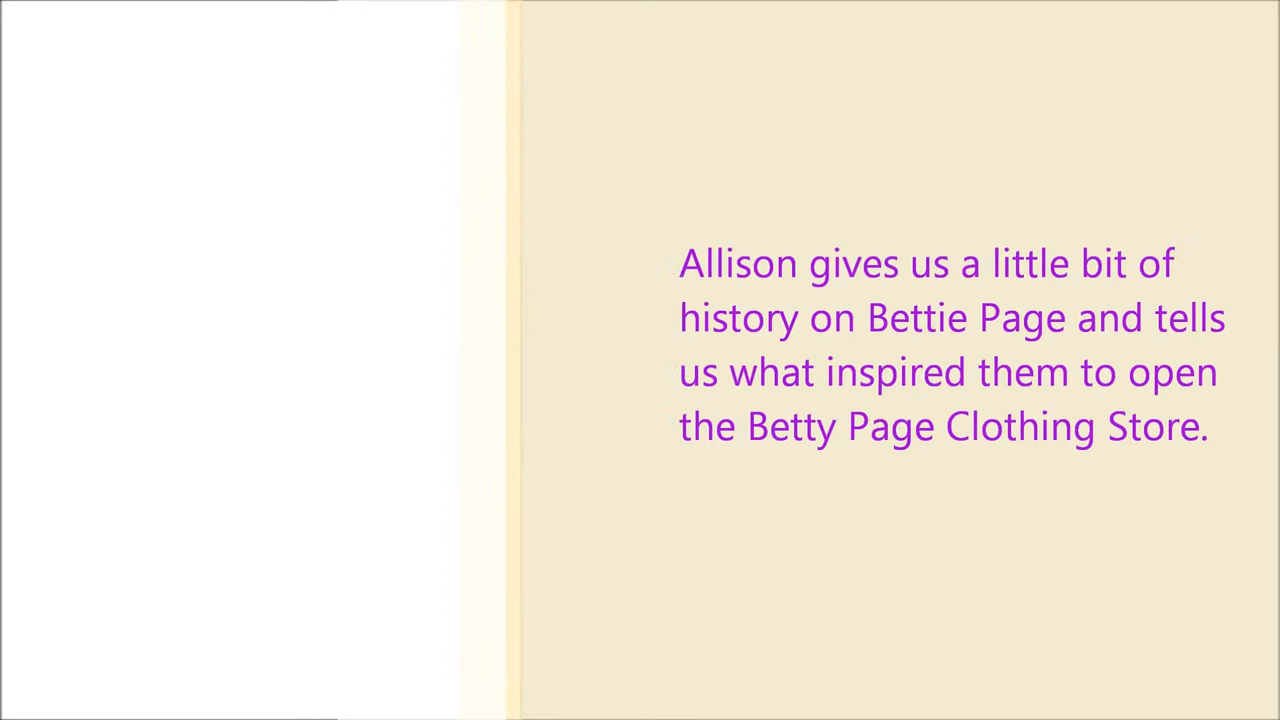 Allison gives us a little bit of
history on Bettie Page and tells
us what inspired them to open
the Betty Page Clothing Store.